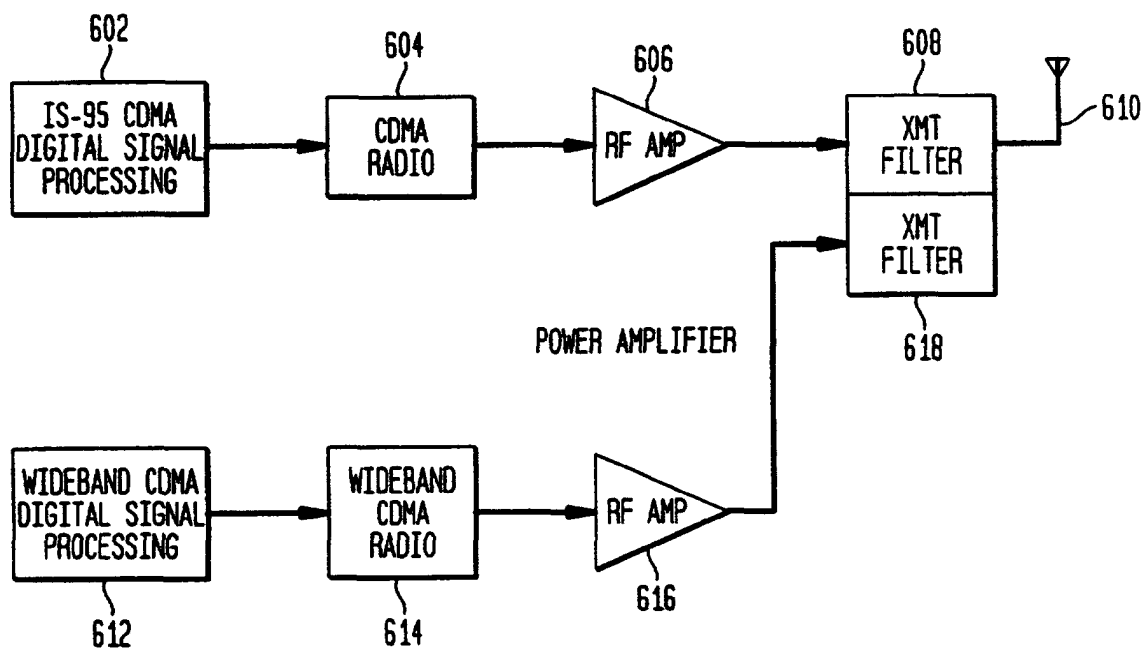 602
604
606
608
610
IS-95 CDMA
DIGITAL SIGNAL
PROCESSING
CDMA
RADIO
RF AMP
XMT
FILTER
XMT
FILTER
618
POWER AMPLIFIER
WIDEBAND CDMA
DIGITAL SIGNAL
PROCESSING
WIDEBAND
CDMA
RADIO
RF AMP
612
614
616